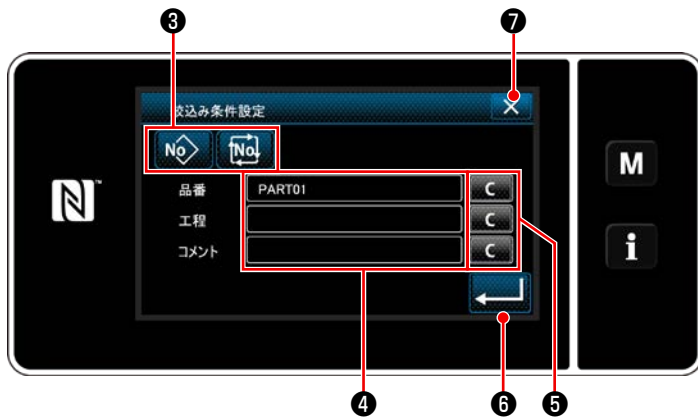 ❸ ❼
絞込み条件設定 ×
No No.
M
N™
品番 PART01 C
工程 C
コメント C
i
❹ ❻ ❺